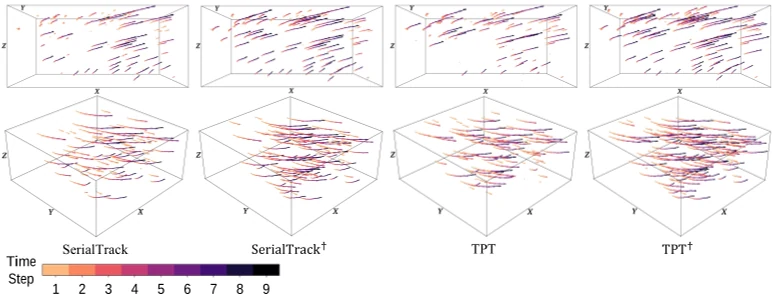 Y Y Y Y
Z Z Z Z
X X X X
Z Z Z Z
Y X Y X Y X Y X
SerialTrack SerialTrack† TPT TPT†
Time
Step
1 2 3 4 5 6 7 8 9